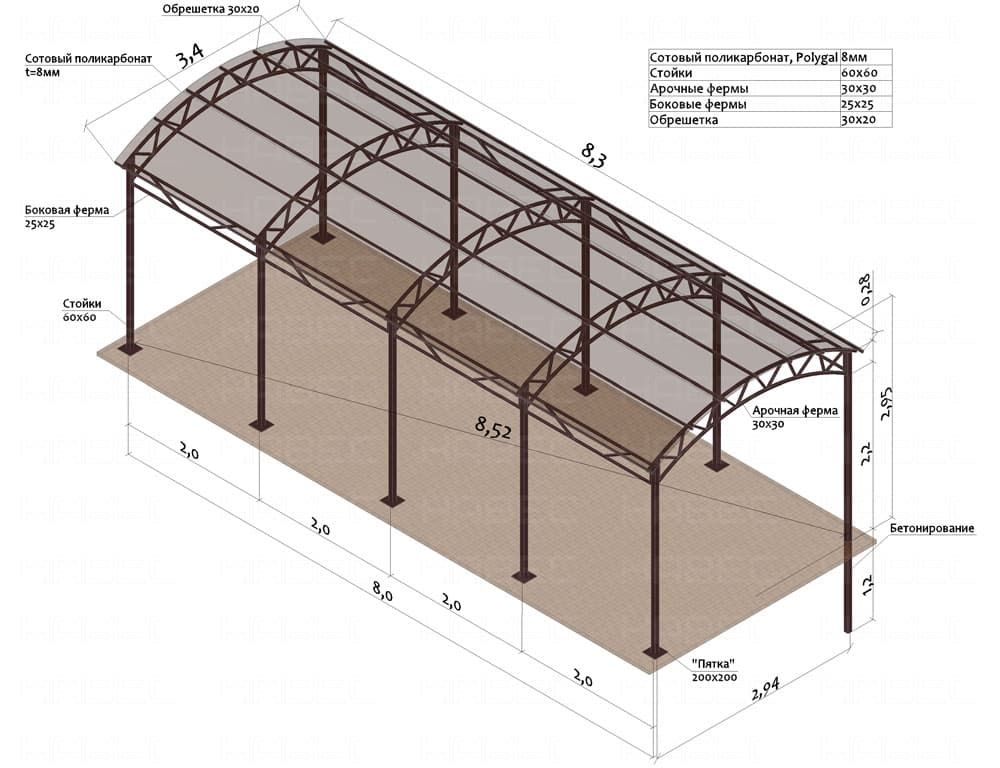 Обрешетка 30х20
3,4
8,3
Сотовый поликарбонат
t=8мм
Сотовый поликарбонат, Polygal 8мм
Стойки 60х60
Арочные фермы 30х30
Боковые фермы 25х25
Обрешетка 30х20
Боковая ферма
25х25
0,28
Стойки
60х60
2,95
Арочная ферма
30х30
8,52
2,2
2,0
Бетонирование
2,0
1,2
8,0
2,0
"Пятка"
200х200
2,0
2,94